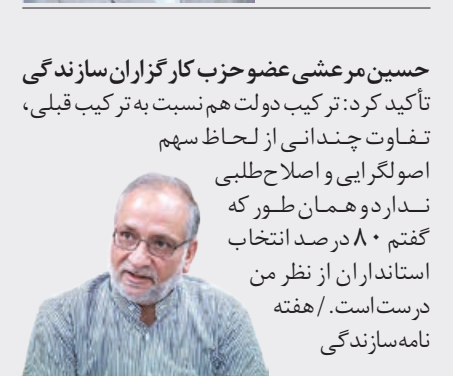 حسین مرعشی عضو حزب کارگزاران سازندگی
تأکید کرد: ترکیب دولت هم نسبت به ترکیب قبلی،
تفاوت چندانی از لحاظ سهم
اصولگرایی و اصلاح‌طلبی
ندارد و همان طور که
گفتم ۸۰ درصد انتخاب
استانداران از نظر من
درست است. / هفته
نامه سازندگی